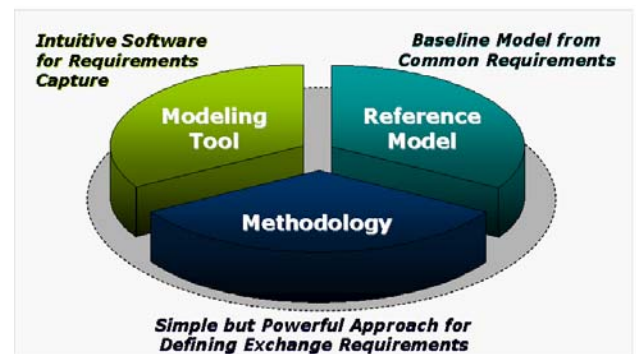 Intuitive Software
for Requirements
Capture
Baseline Model from
Common Requirements
Modeling
Tool
Reference
Model
Methodology
Simple but Powerful Approach for
Defining Exchange Requirements